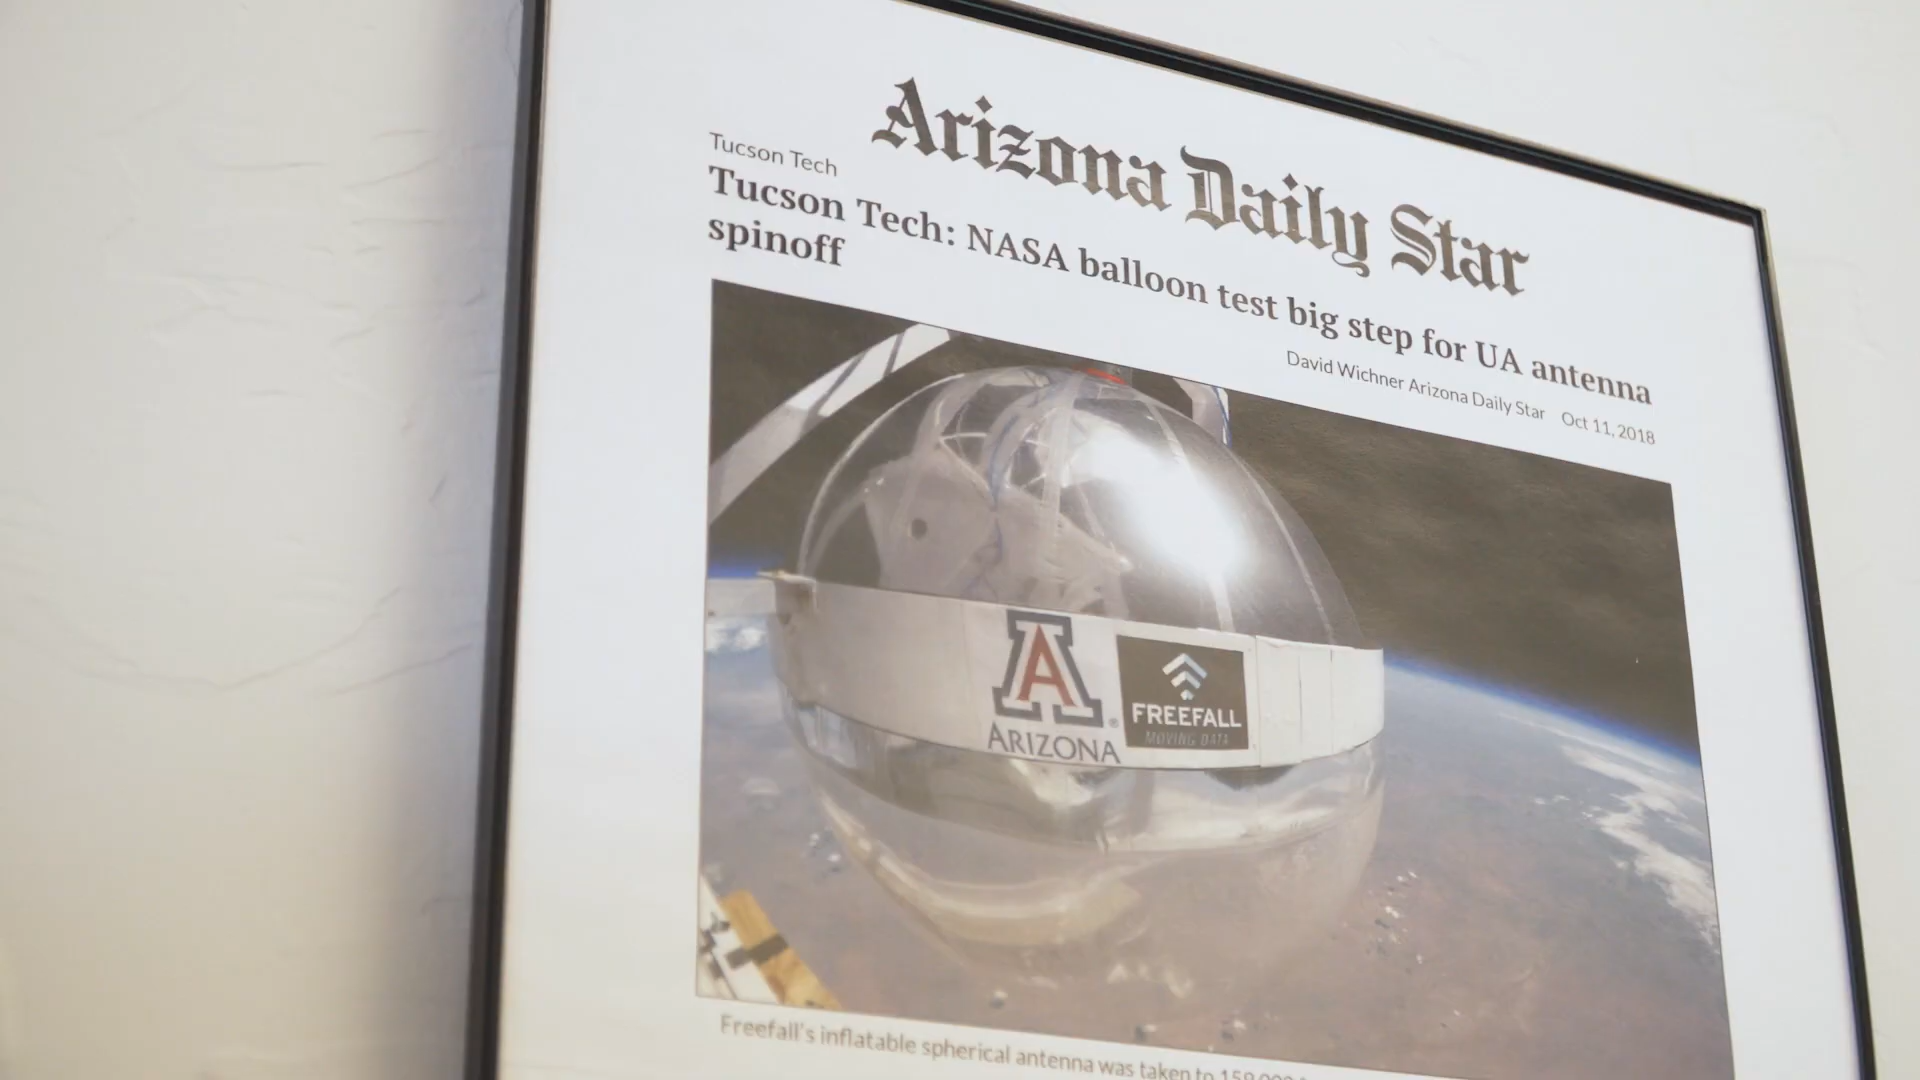 Arizona Daily Star
Tucson Tech
Tucson Tech: NASA balloon test big step for UA antenna
spinoff
David Wichner Arizona Daily Star Oct 11, 2018
A
ARIZONA
FREEFALL
MOVING DATA
Freefall's inflatable spherical antenna was taken to